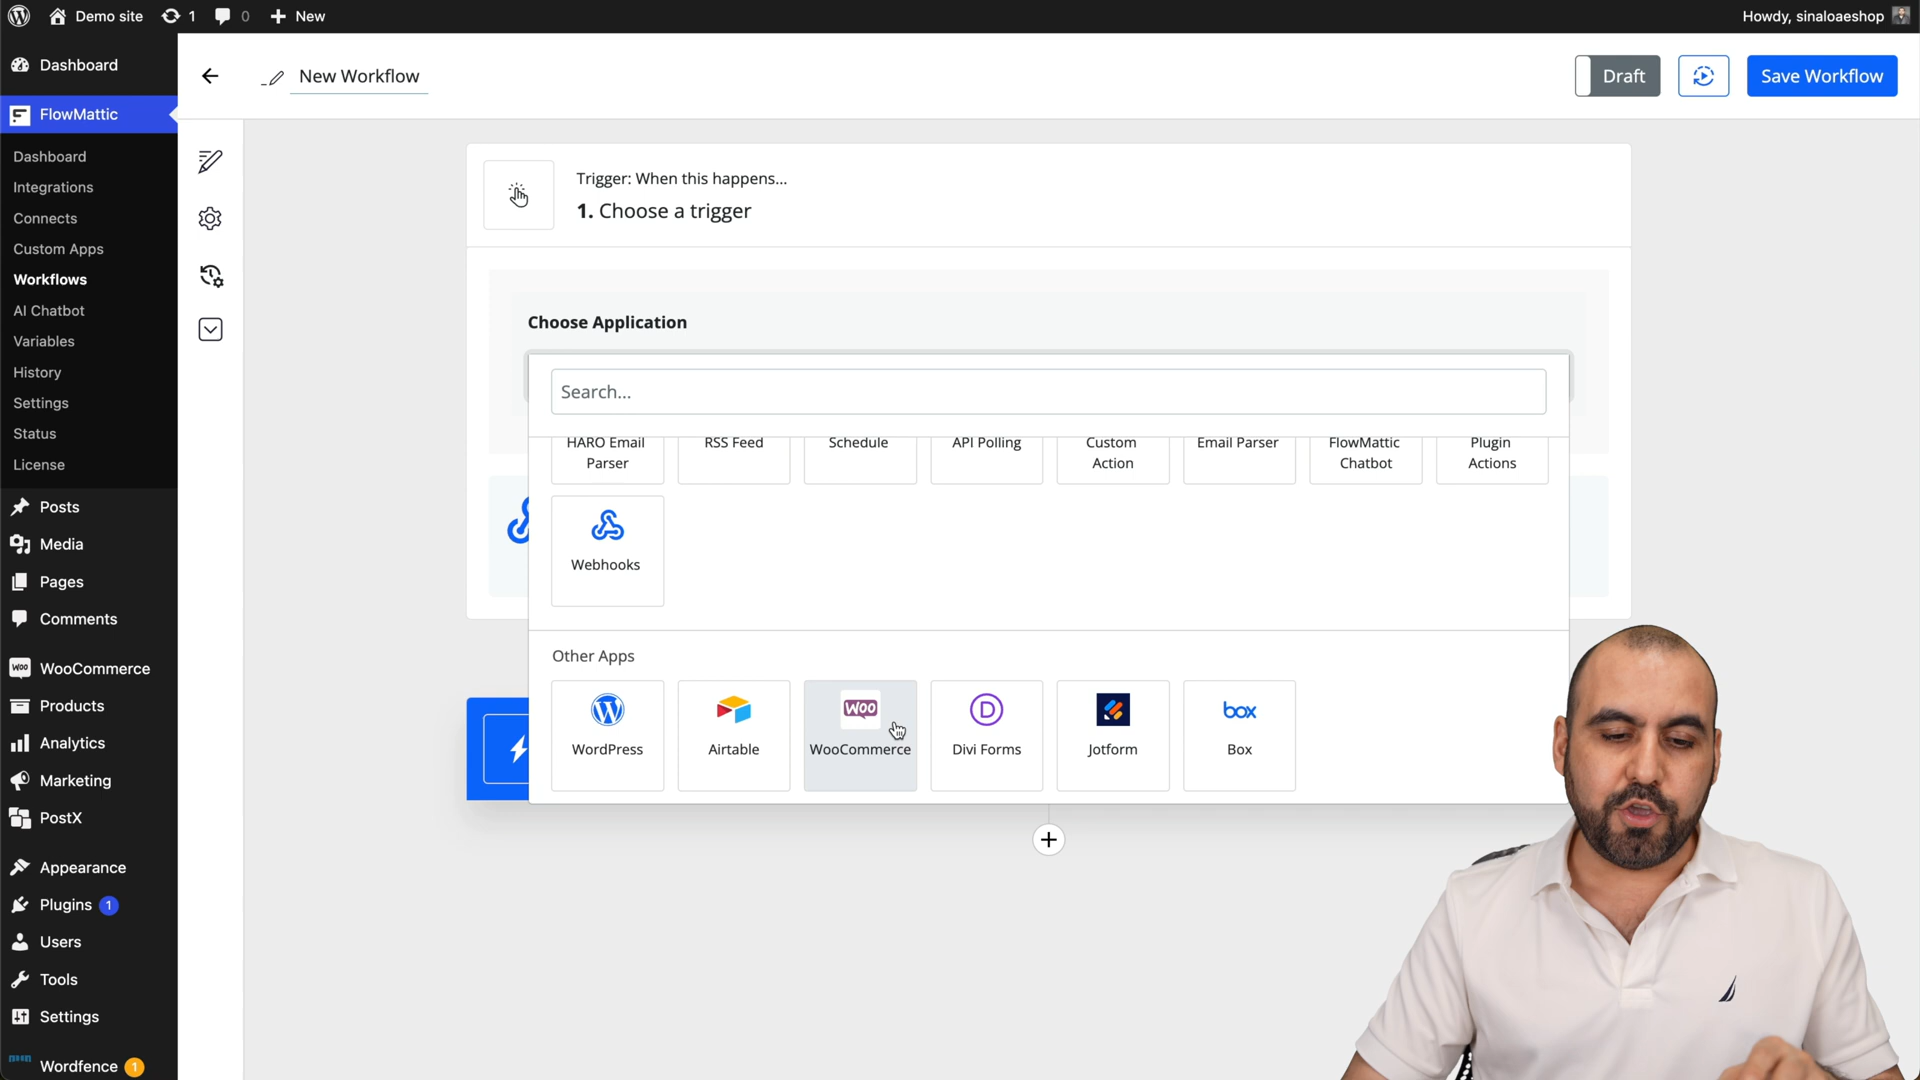 Demo site
1
0
New
Howdy, sinaloaeshop
Dashboard
FlowMattic
Dashboard
Integrations
Connects
Custom Apps
Workflows
AI Chatbot
Variables
History
Settings
Status
License
Posts
Media
Pages
Comments
WOO
WooCommerce
Products
Analytics
Marketing
PostX
Appearance
Plugins 1
Users
Tools
Settings
Wordfence 1
New Workflow
Draft
Save Workflow
Trigger: When this happens...
1. Choose a trigger
Choose Application
Search...
HARO Email
Parser
RSS Feed
Schedule
API Polling
Custom
Action
Email Parser
FlowMattic
Chatbot
Plugin
Actions
Webhooks
Other Apps
WordPress
Airtable
WOO
WooCommerce
Divi Forms
Jotform
box
Box